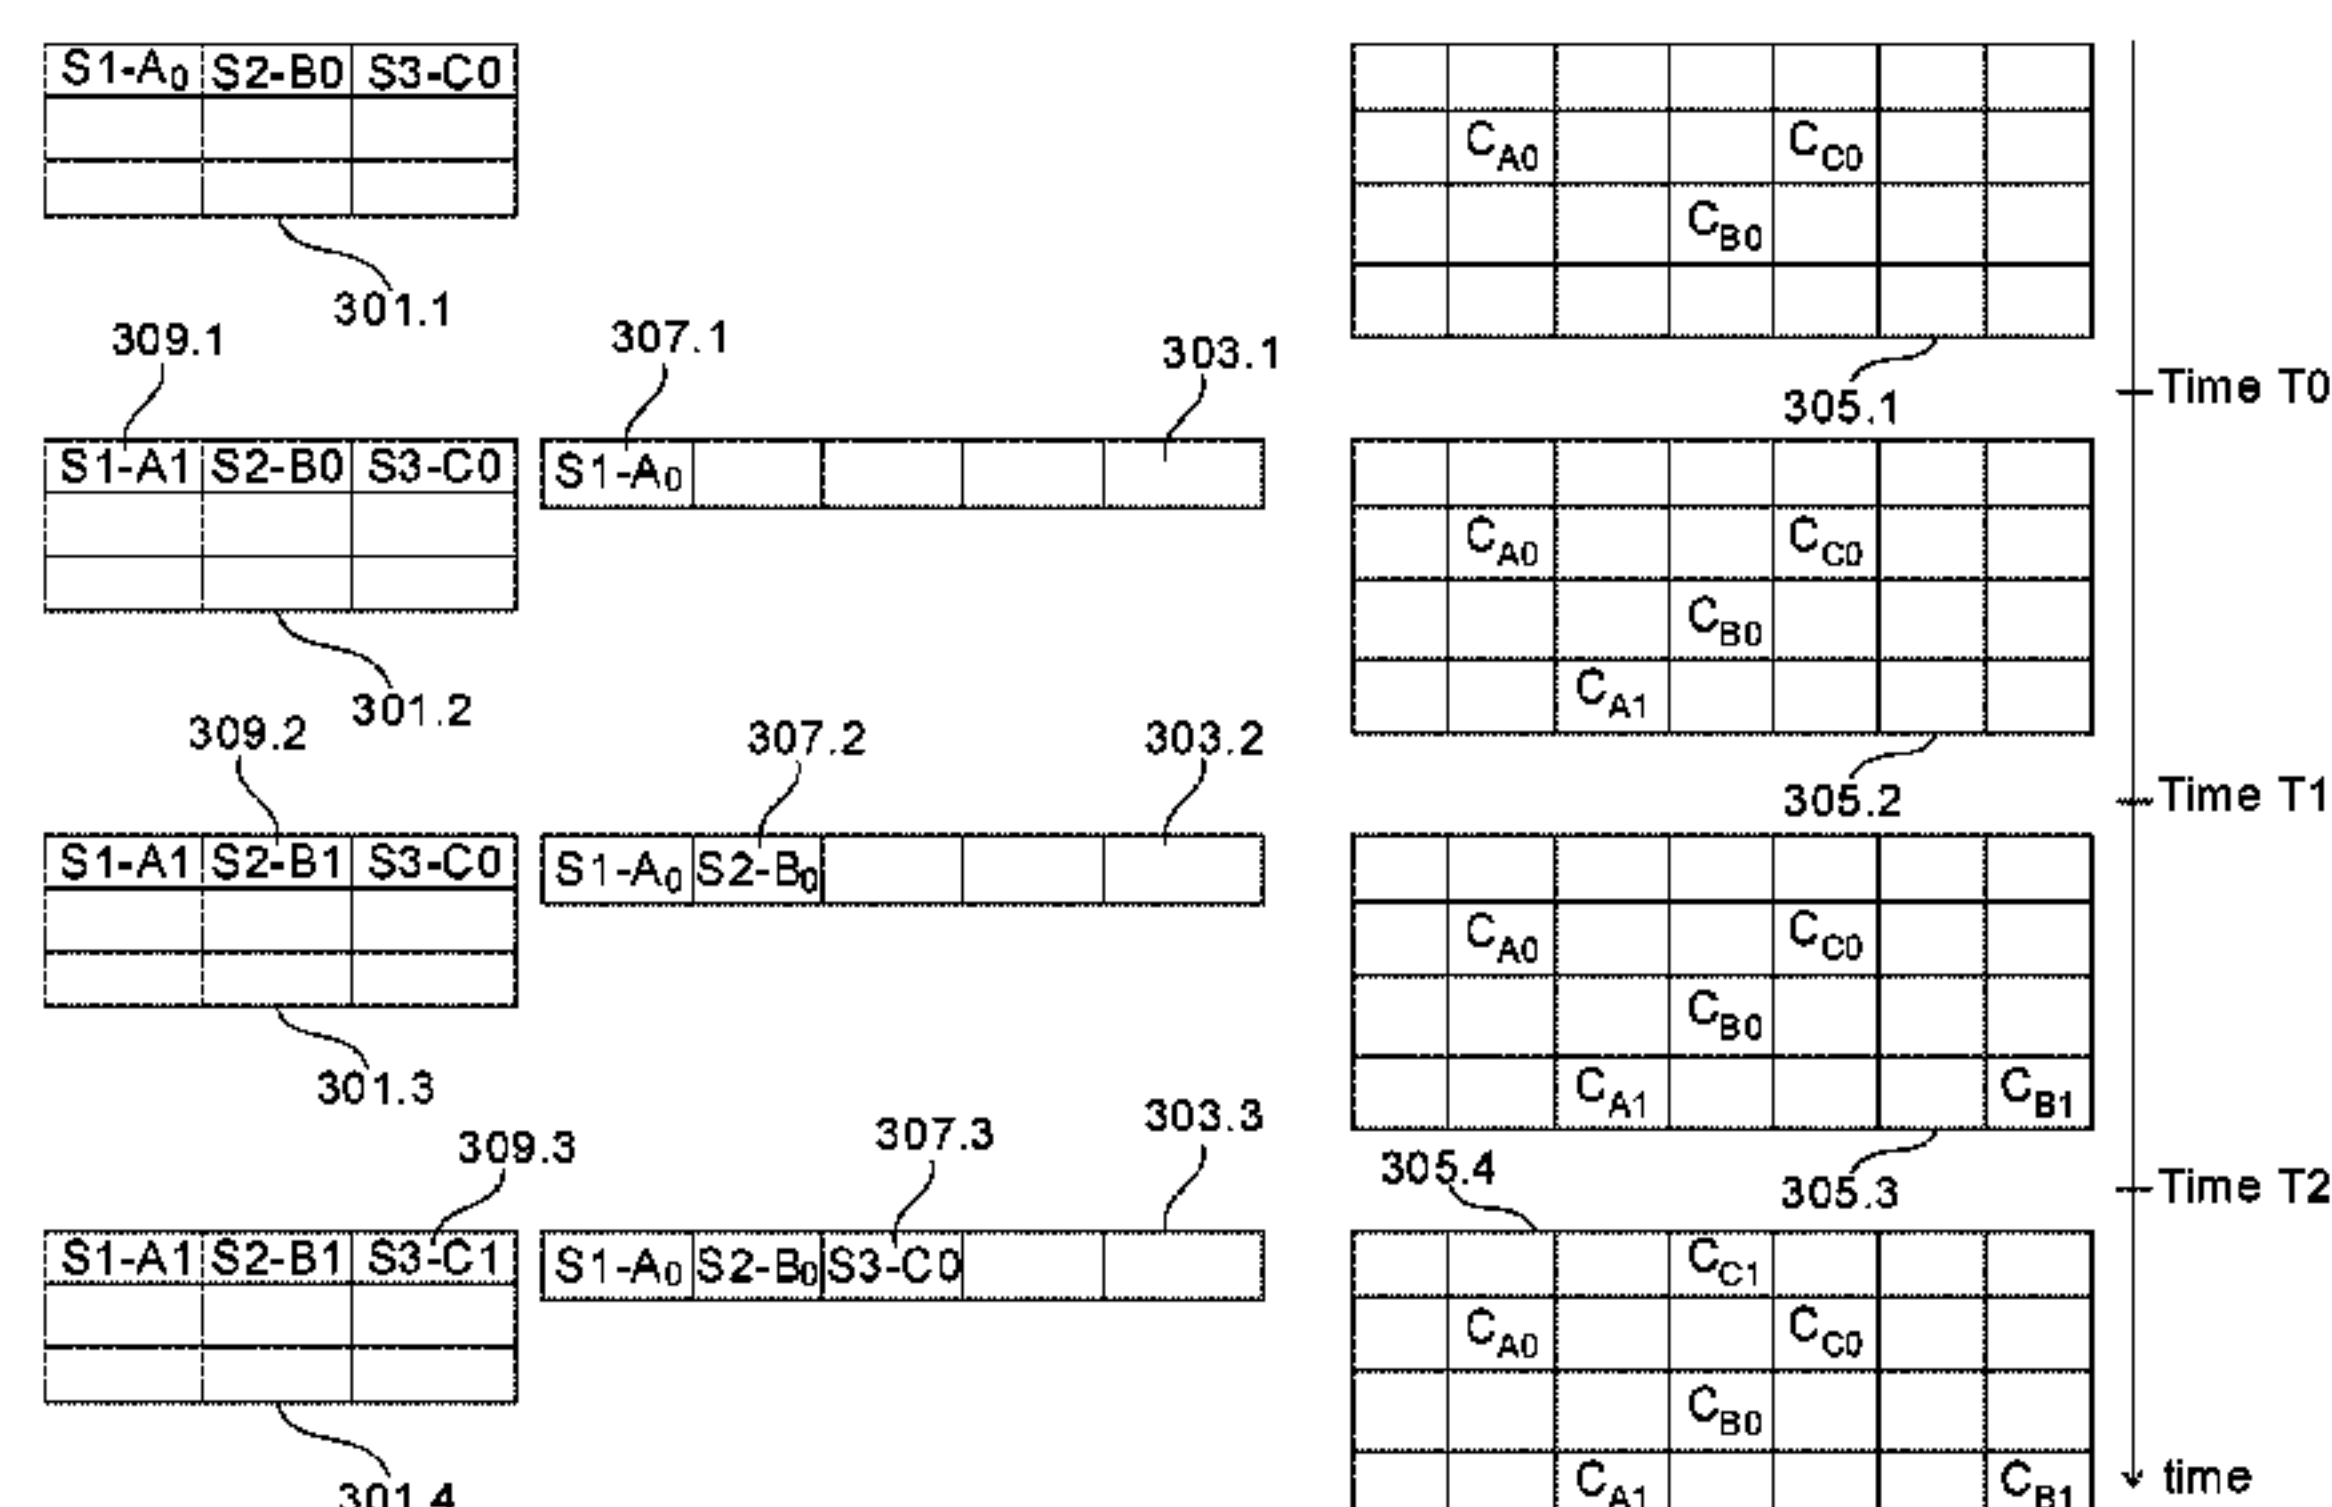 S1-A0 S2-B0 S3-C0
CA0 CC0
CB0
301.1
309.1 307.1 303.1
305.1 Time T0
S1-A1 S2-B0 S3-C0 S1-A0
CA0 CC0
CB0
CA1
301.2
309.2 307.2 303.2
305.2 Time T1
S1-A1 S2-B1 S3-C0 S1-A0 S2-B0
CA0 CC0
CB0
CA1 CB1
301.3
309.3 307.3 303.3
305.4 305.3 Time T2
S1-A1 S2-B1 S3-C1 S1-A0 S2-B0 S3-C0 CC1
CA0 CC0
CB0
CA1 CB1 time
301.4